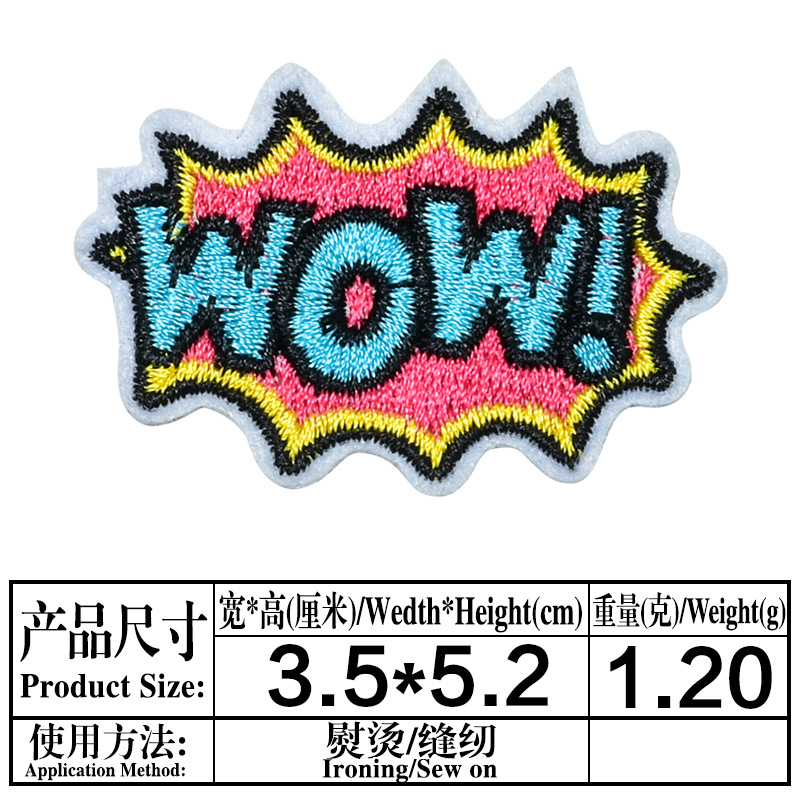 WOW!
产品尺寸
Product Size:
宽*高(厘米)/Wedth*Height(cm)
重量(克)/Weight(g)
3.5*5.2
1.20
使用方法:
Application Method:
熨烫/缝纫
Ironing/Sew on